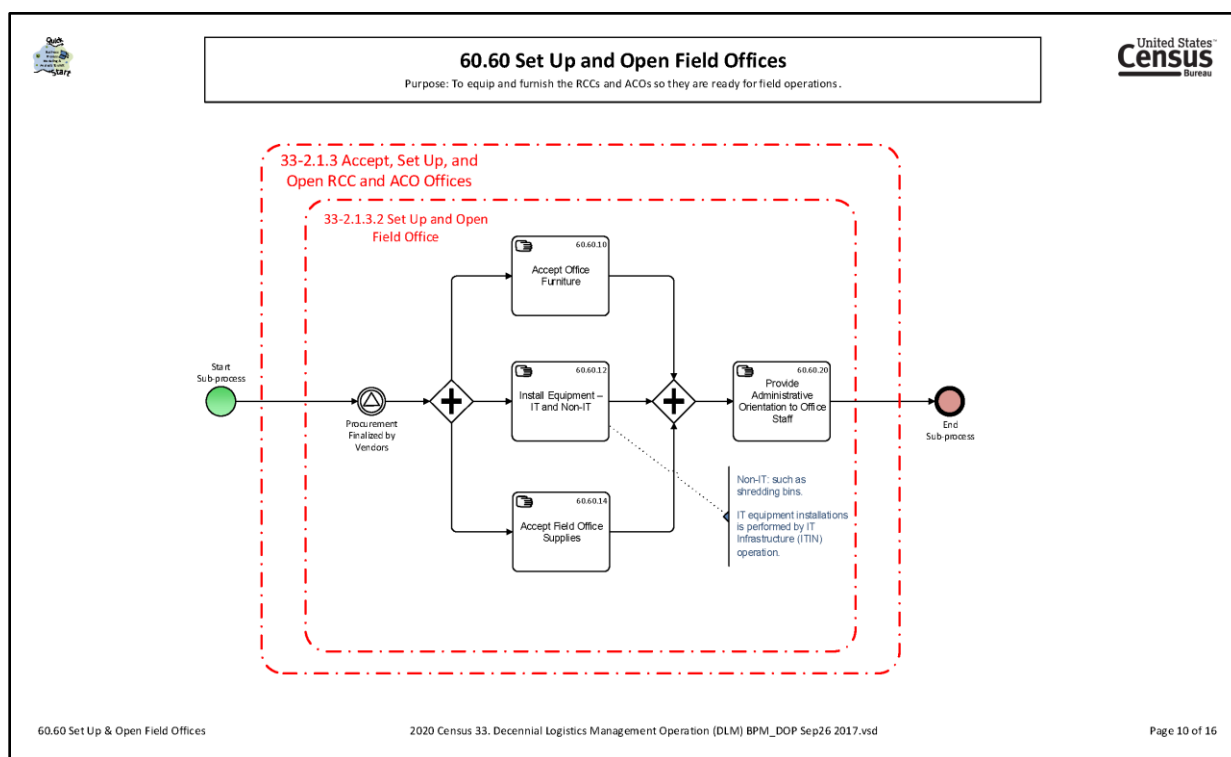 Quick
Start
60.60 Set Up and Open Field Offices
Purpose: To equip and furnish the RCCs and ACOs so they are ready for field operations.
United States™
Census
Bureau
33-2.1.3 Accept, Set Up, and
Open RCC and ACO Offices
33-2.1.3.2 Set Up and Open
Field Office
60.60.10
Accept Office
Furniture
Start
Sub-process
Procurement
Finalized by
Vendors
60.60.12
Install Equipment –
IT and Non-IT
60.60.20
Provide
Administrative
Orientation to Office
Staff
End
Sub-process
60.60.14
Accept Field Office
Supplies
Non-IT: such as
shredding bins.
IT equipment installations
is performed by IT
Infrastructure (ITIN)
operation.
60.60 Set Up & Open Field Offices
2020 Census 33. Decennial Logistics Management Operation (DLM) BPM_DOP Sep26 2017.vsd
Page 10 of 16